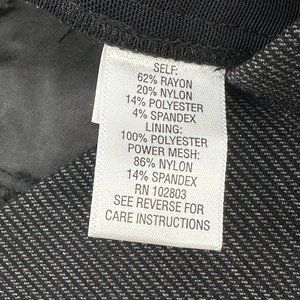 SELF:
62% RAYON
20% NYLON
14% POLYESTER
4% SPANDEX
LINING:
100% POLYESTER
POWER MESH:
86% NYLON
14% SPANDEX
RN 102803
SEE REVERSE FOR
CARE INSTRUCTIONS